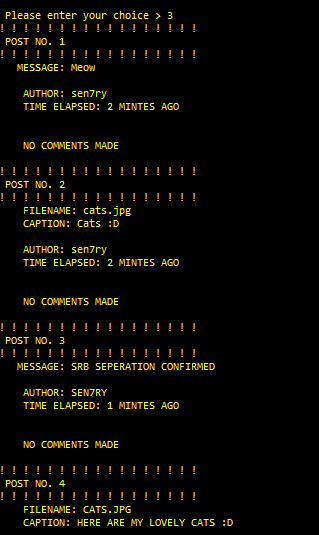 Please enter your choice > 3
! ! ! ! ! ! ! ! ! ! ! ! ! ! ! ! !
POST NO. 1
! ! ! ! ! ! ! ! ! ! ! ! ! ! ! ! !
MESSAGE: Meow
AUTHOR: sen7ry
TIME ELAPSED: 2 MINTES AGO
NO COMMENTS MADE
! ! ! ! ! ! ! ! ! ! ! ! ! ! ! ! !
POST NO. 2
! ! ! ! ! ! ! ! ! ! ! ! ! ! ! ! !
FILENAME: cats.jpg
CAPTION: Cats :D
AUTHOR: sen7ry
TIME ELAPSED: 2 MINTES AGO
NO COMMENTS MADE
! ! ! ! ! ! ! ! ! ! ! ! ! ! ! ! !
POST NO. 3
! ! ! ! ! ! ! ! ! ! ! ! ! ! ! ! !
MESSAGE: SRB SEPERATION CONFIRMED
AUTHOR: SEN7RY
TIME ELAPSED: 1 MINTES AGO
NO COMMENTS MADE
! ! ! ! ! ! ! ! ! ! ! ! ! ! ! ! !
POST NO. 4
! ! ! ! ! ! ! ! ! ! ! ! ! ! ! ! !
FILENAME: CATS.JPG
CAPTION: HERE ARE MY LOVELY CATS :D